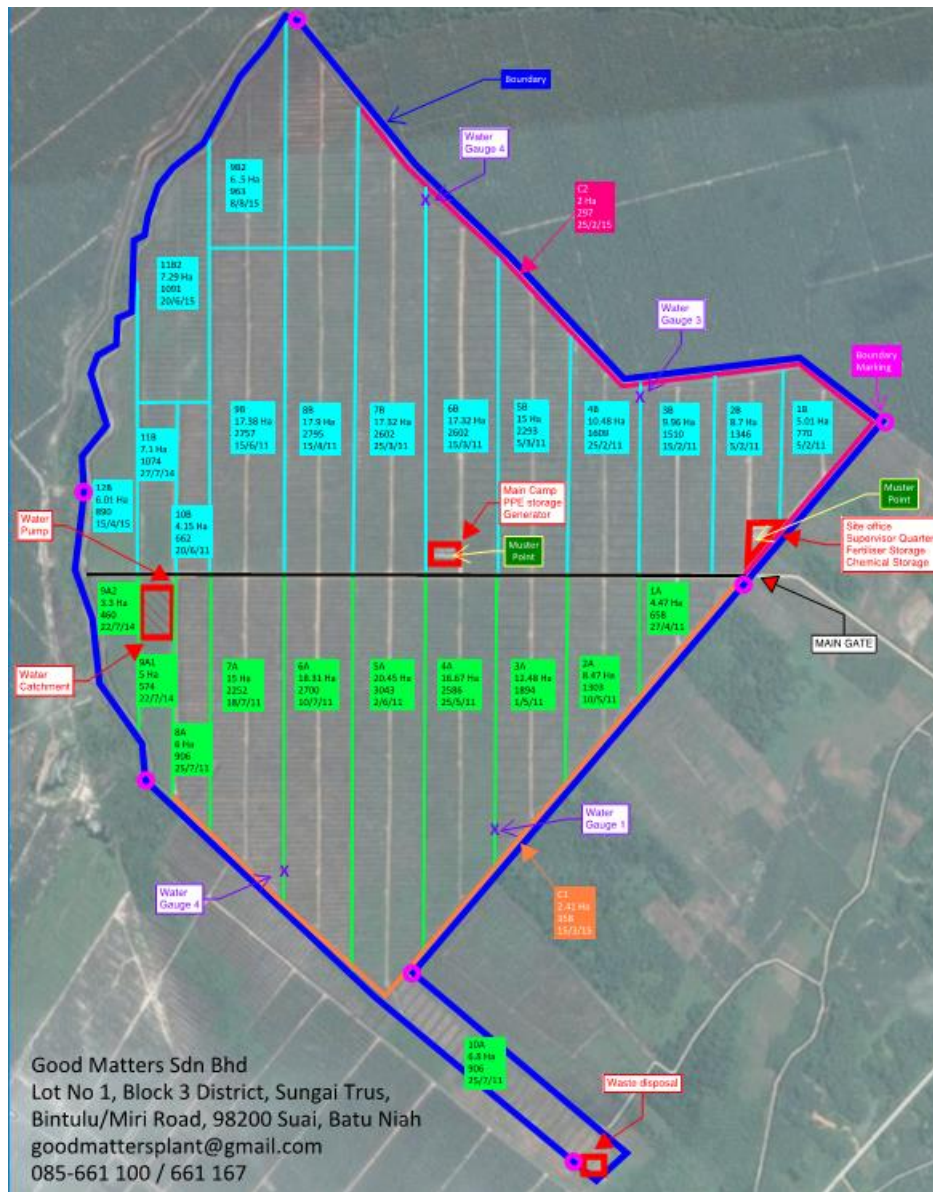 Boundary
Water
Gauge 4
C2
2 Ha
297
25/2/15
9B2
6.5 Ha
963
8/8/15
11B2
7.29 Ha
1091
20/6/15
Water
Gauge 3
Boundary
Marking
9B
17.38 Ha
2757
15/6/11
8B
17.9 Ha
2795
15/4/11
7B
17.32 Ha
2602
25/3/11
6B
17.32 Ha
2602
15/3/11
5B
15 Ha
2293
5/3/11
4B
10.48 Ha
1608
25/2/11
3B
9.96 Ha
1510
15/2/11
2B
8.7 Ha
1346
5/2/11
1B
5.01 Ha
770
5/2/11
11B
7.1 Ha
1074
27/7/14
12B
6.01 Ha
890
15/4/15
10B
4.15 Ha
662
20/6/11
Main Camp
PPE storage
Generator
Muster
Point
Muster
Point
Site office
Supervisor Quarter
Fertiliser Storage
Chemical Storage
Water
Pump
9A2
3.3 Ha
460
22/7/14
1A
4.47 Ha
658
27/4/11
MAIN GATE
Water
Catchment
9A1
5 Ha
574
22/7/14
7A
15 Ha
2252
18/7/11
6A
18.31 Ha
2700
10/7/11
5A
20.45 Ha
3043
2/6/11
4A
16.67 Ha
2586
25/5/11
3A
12.48 Ha
1894
1/5/11
2A
8.47 Ha
1303
10/5/11
8A
6 Ha
906
25/7/11
X
X
Water
Gauge 1
X
X
Water
Gauge 4
C1
2.41 Ha
358
15/3/15
10A
6.8 Ha
906
25/7/11
Waste disposal
Good Matters Sdn Bhd
Lot No 1, Block 3 District, Sungai Trus,
Bintulu/Miri Road, 98200 Suai, Batu Niah
goodmattersplant@gmail.com
085-661 100 / 661 167